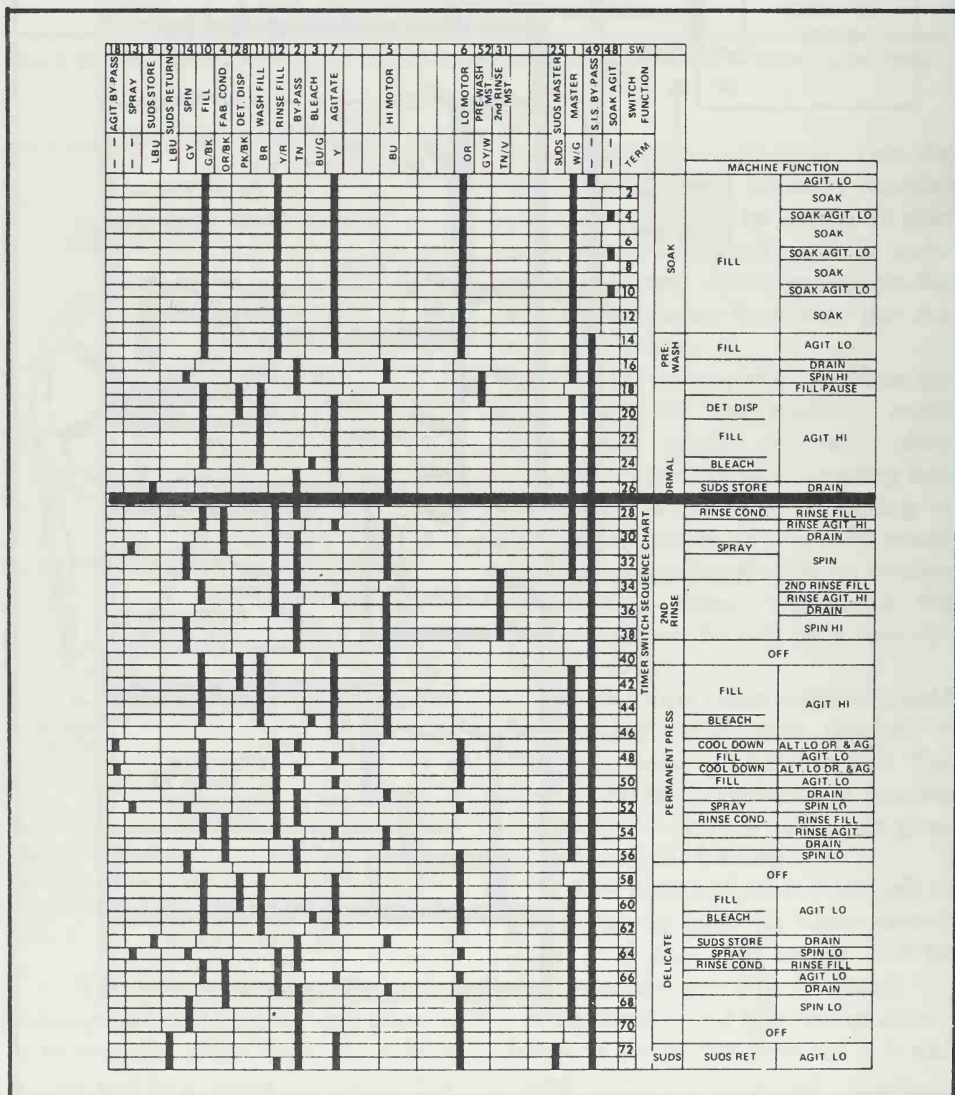 18 13 8 9 14 10 4 28 11 12 2 3 7 5 6 52 31 25 1 49 48 SW
AGIT. BY-PASS
SPRAY
SUDS STORE
SUDS RETURN
SPIN
FILL
FAB COND
DET. DISP
WASH FILL
RINSE FILL
BY-PASS
BLEACH
AGITATE
HI MOTOR
LO MOTOR
PRE-WASH MST
2nd RINSE MST
SUDS MASTER
MASTER
S.I.S. BY-PASS
SOAK AGIT
SWITCH FUNCTION
– – – – LBU LBU GY G/BK OR/BK PK/BK BR Y/R TN BU/G Y BU OR GY/W TN/V SUDS W/G – – – – TERM
MACHINE FUNCTION
AGIT. LO
2 SOAK
4 SOAK AGIT LO
6 SOAK
SOAK FILL
SOAK AGIT. LO
8 SOAK
10 SOAK AGIT LO
12 SOAK
14 PRE-WASH FILL AGIT LO
16 DRAIN
SPIN HI
18 FILL-PAUSE
20 DET DISP
22 FILL AGIT HI
24 BLEACH
ORMAL
26 SUDS STORE DRAIN
TIMER SWITCH SEQUENCE CHART
28 RINSE COND. RINSE FILL
RINSE AGIT. HI
30 DRAIN
SPRAY
32 SPIN
34 2ND RINSE FILL
2ND RINSE
RINSE AGIT. HI
36 DRAIN
38 SPIN HI
40 OFF
42 FILL
44 AGIT HI
PERMANENT PRESS
46 BLEACH
COOL DOWN ALT. LO DR. & AG
48 FILL AGIT. LO
COOL DOWN ALT. LO DR. & AG
50 FILL AGIT. LO
DRAIN
52 SPRAY SPIN LO
RINSE COND. RINSE FILL
54 RINSE AGIT.
DRAIN
56 SPIN LO
58 OFF
60 FILL AGIT LO
BLEACH
62
DELICATE
SUDS STORE DRAIN
64 SPRAY SPIN LO
RINSE COND. RINSE FILL
66 AGIT LO
DRAIN
68 SPIN LO
70 OFF
72 SUDS SUDS RET AGIT LO